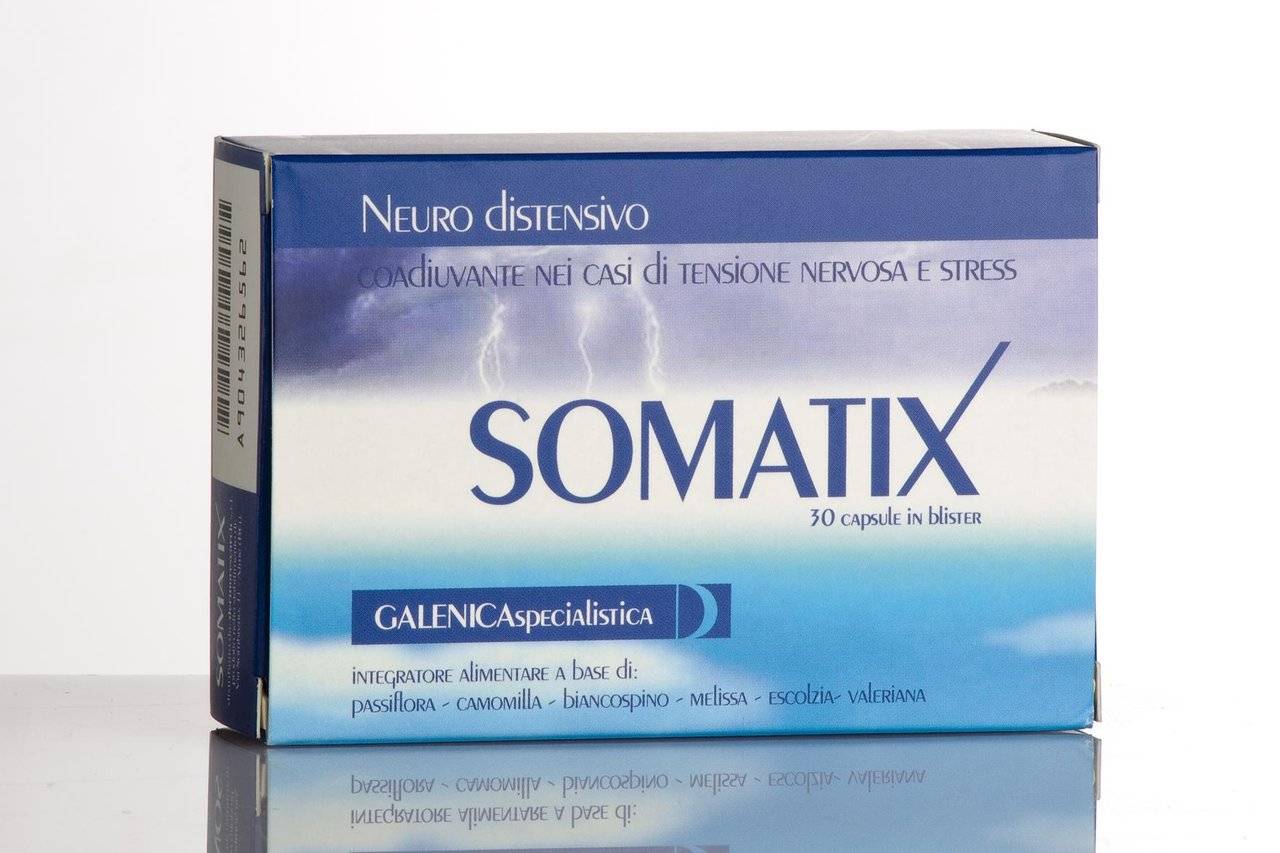 Neuro distensivo
coadiuvante nei casi di tensione nervosa e stress
SOMATIX
30 capsule in blister
GALENICAspecialistica
integratore alimentare a base di:
passiflora - camomilla - biancospino - melissa - escolzia- valeriana
A904326562
SOMATIX